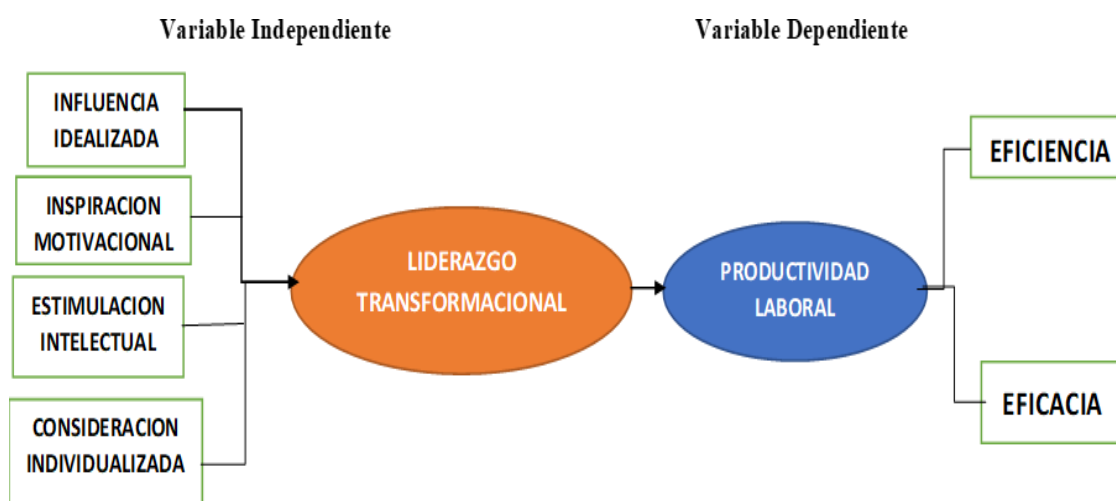 Variable Independiente
Variable Dependiente
INFLUENCIA
IDEALIZADA
INSPIRACION
MOTIVACIONAL
ESTIMULACION
INTELECTUAL
CONSIDERACION
INDIVIDUALIZADA
LIDERAZGO
TRANSFORMACIONAL
PRODUCTIVIDAD
LABORAL
EFICIENCIA
EFICACIA